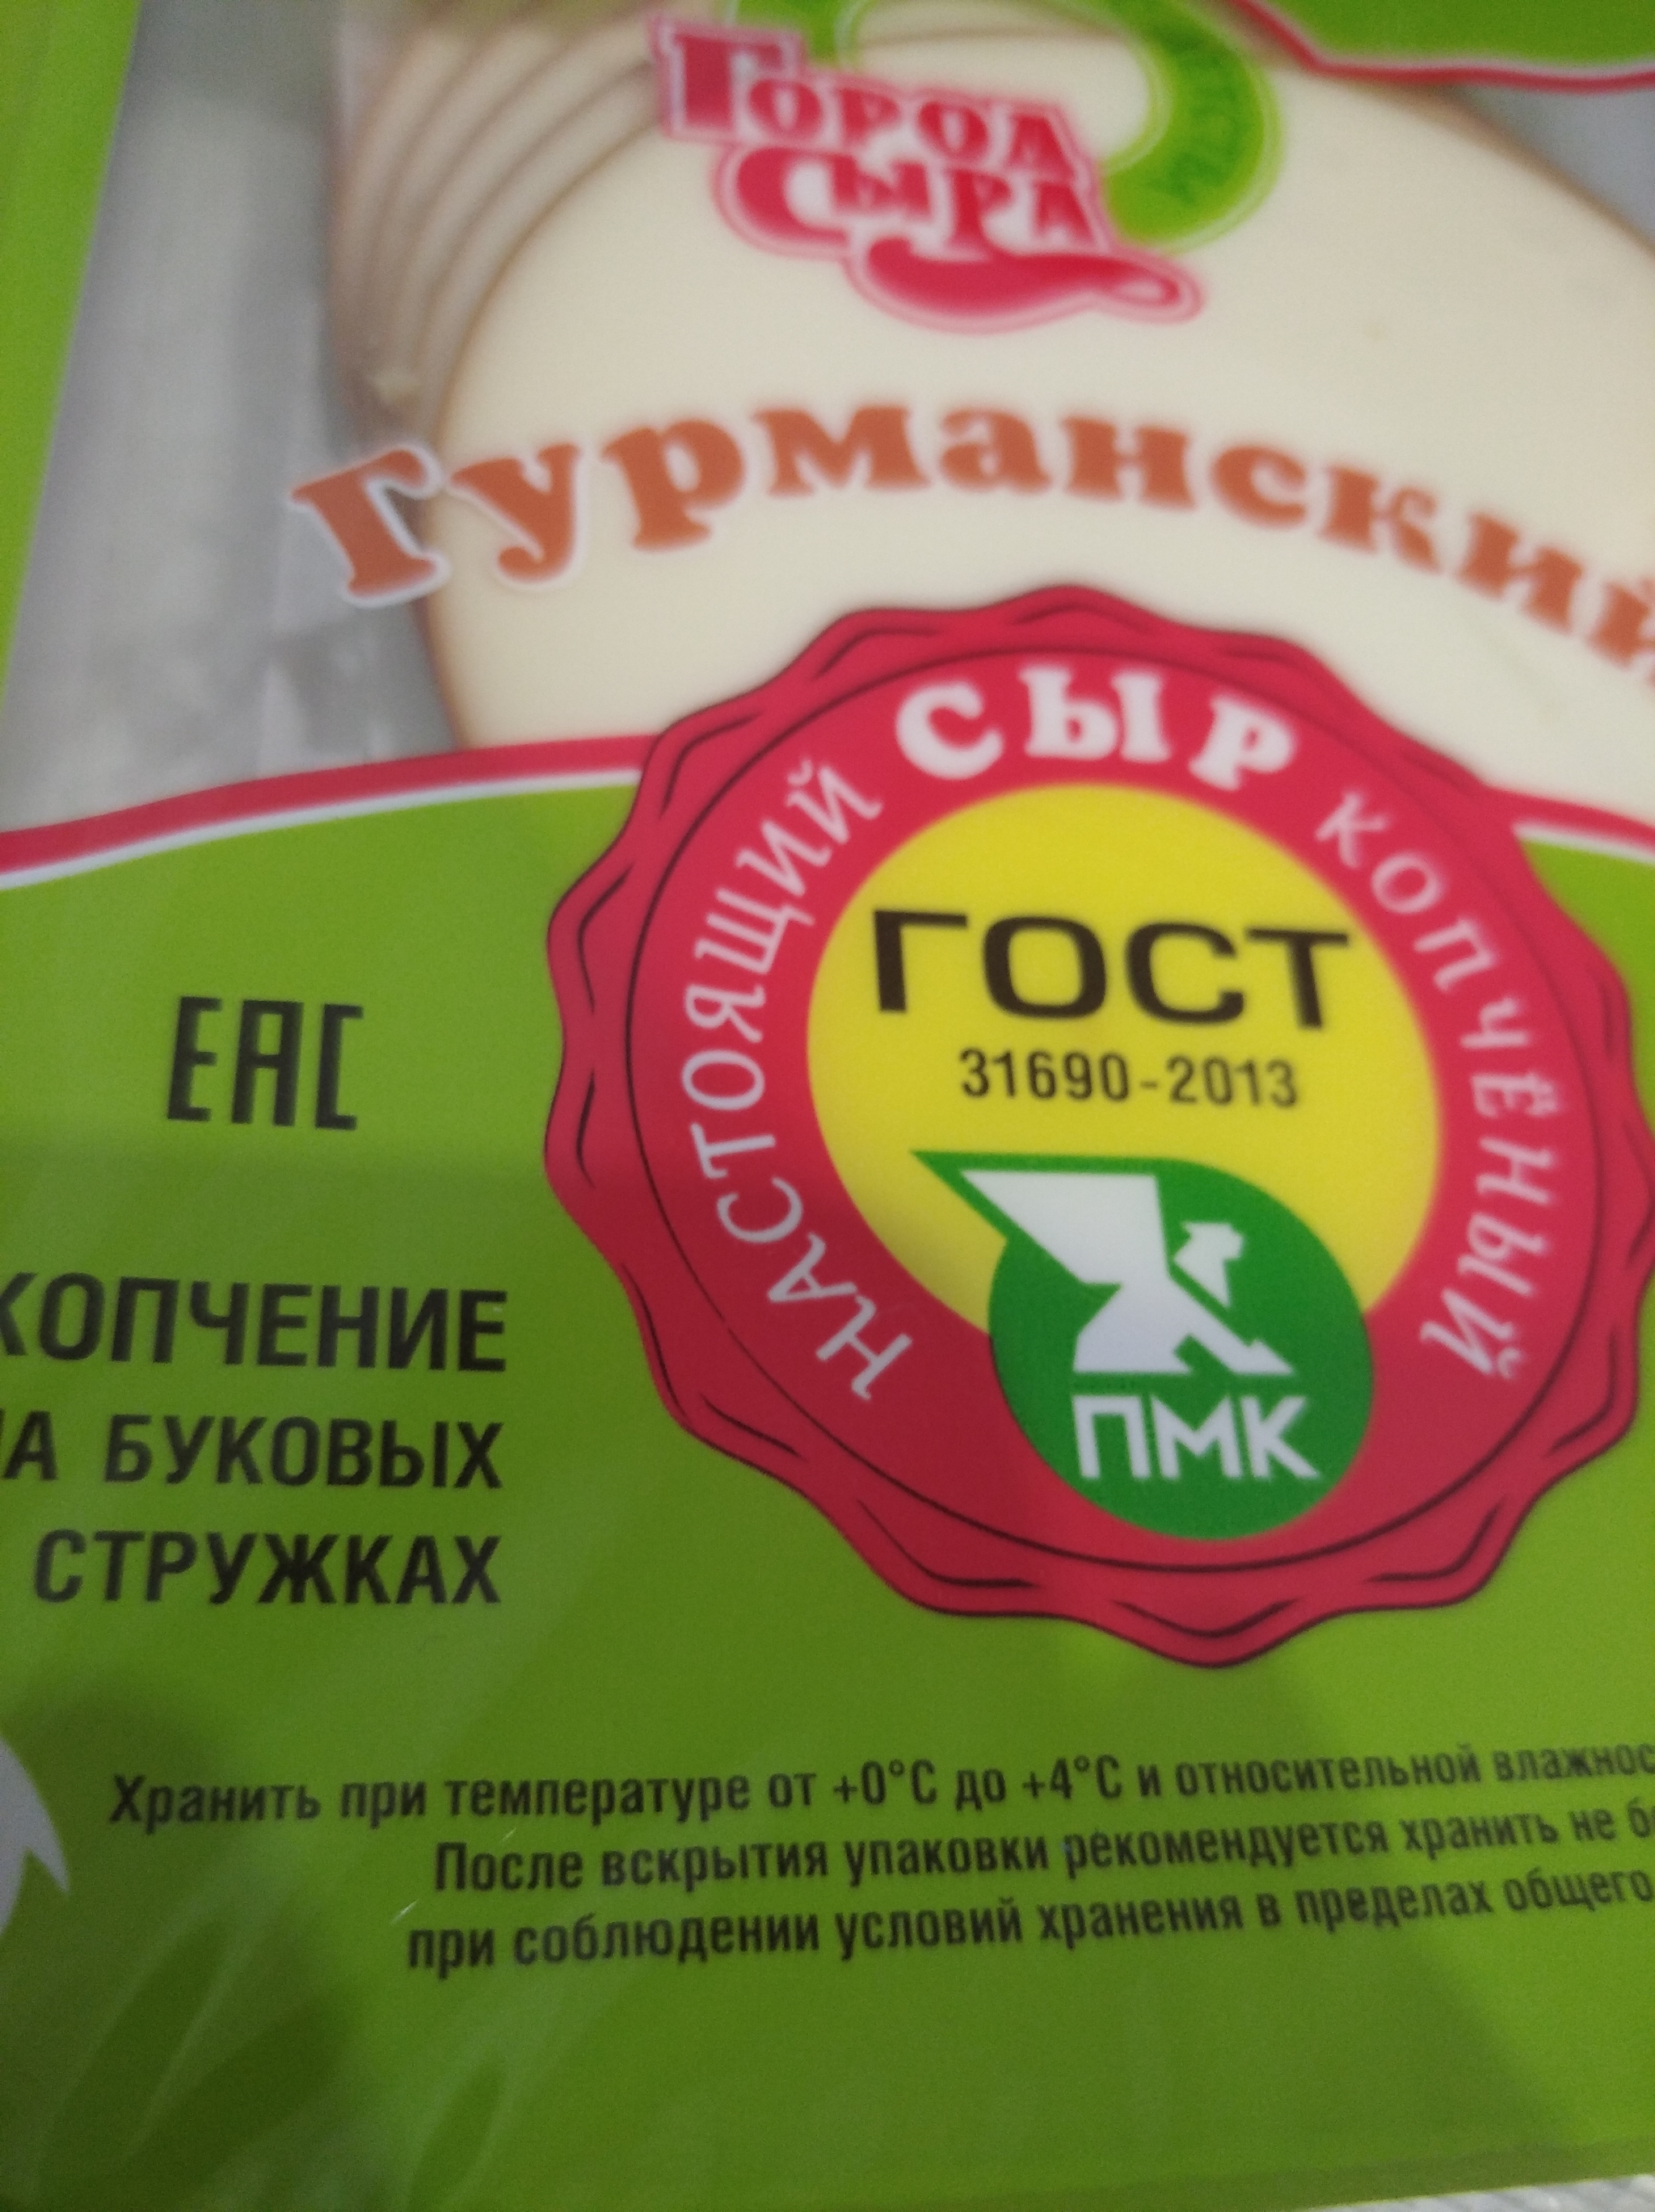 ГОРОД
СЫРА
Гурманский
НАСТОЯЩИЙ СЫР КОПЧЁНЫЙ
ГОСТ
31690-2013
ПМК
ЕАС
КОПЧЕНИЕ
НА БУКОВЫХ
СТРУЖКАХ
Хранить при температуре от +0°С до +4°С и относительной
После вскрытия упаковки рекомендуется хранить не
при соблюдении условий хранения в пределах общего